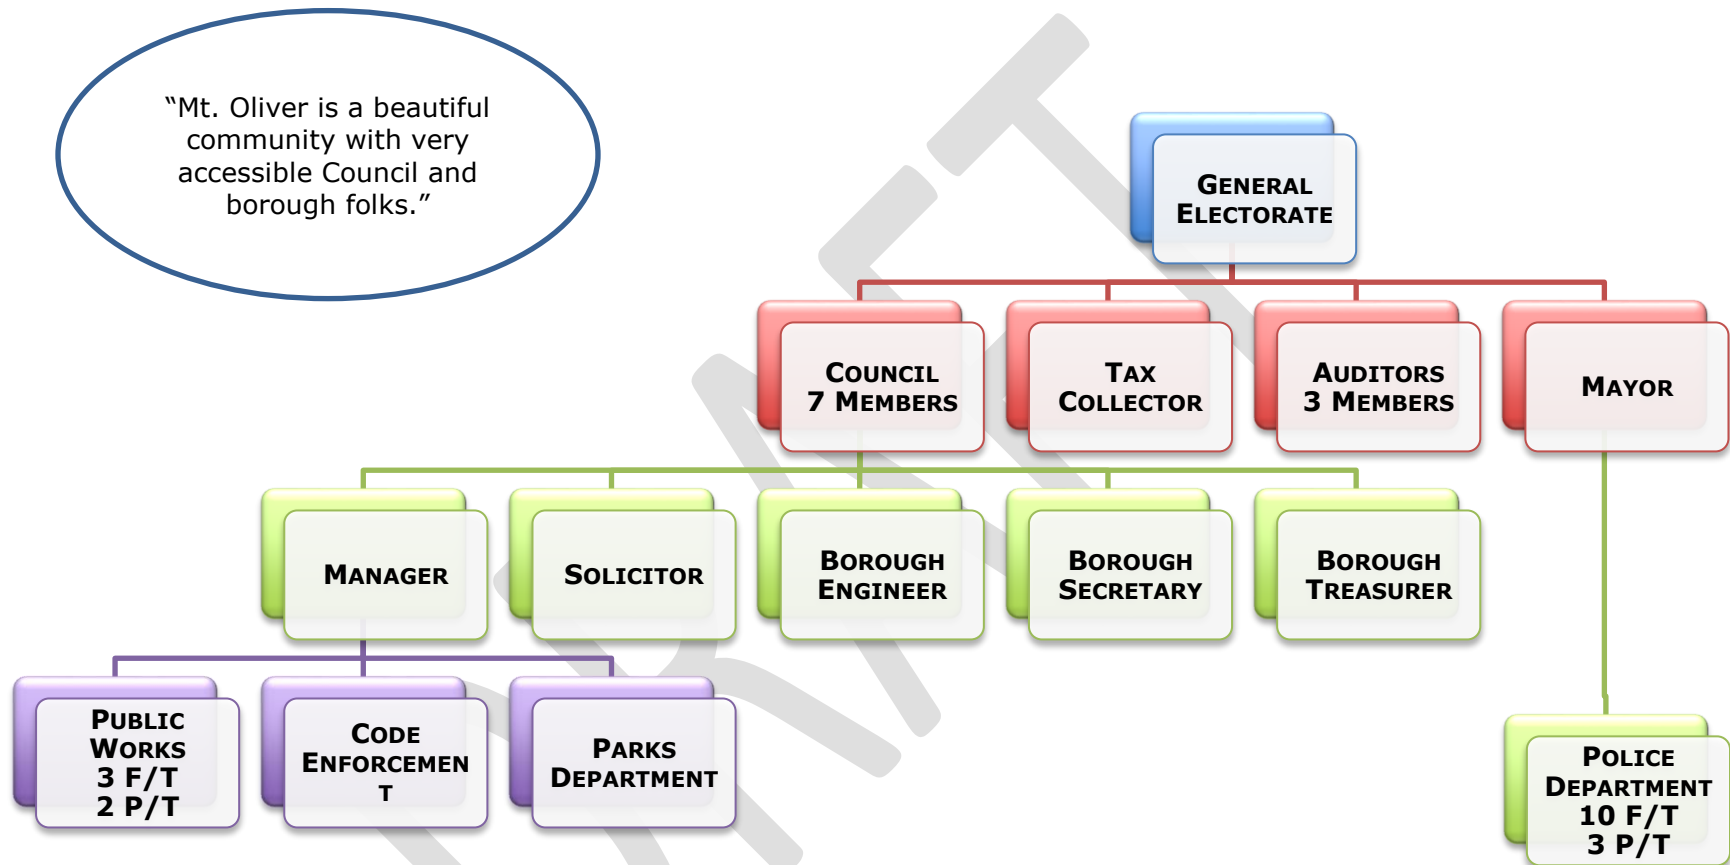 “Mt. Oliver is a beautiful
community with very
accessible Council and
borough folks.”
GENERAL
ELECTORATE
COUNCIL
7 MEMBERS
TAX
COLLECTOR
AUDITORS
3 MEMBERS
MAYOR
MANAGER
SOLICITOR
BOROUGH
ENGINEER
BOROUGH
SECRETARY
BOROUGH
TREASURER
PUBLIC
WORKS
3 F/T
2 P/T
CODE
ENFORCEMEN
T
PARKS
DEPARTMENT
POLICE
DEPARTMENT
10 F/T
3 P/T